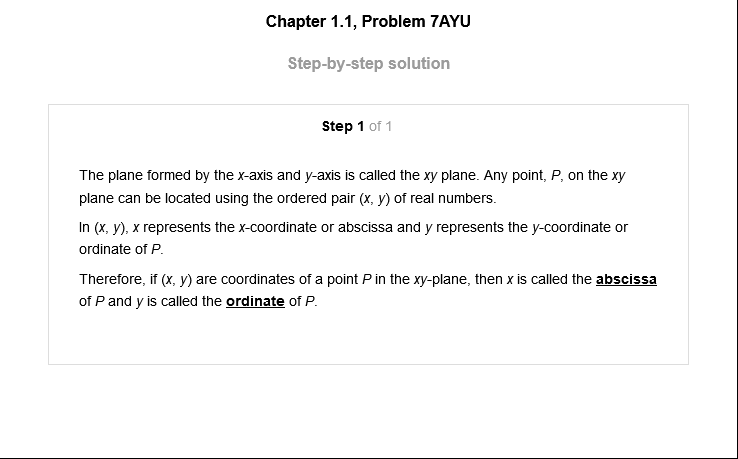 Chapter 1.1, Problem 7AYU
Step-by-step solution
Step 1 of 1
The plane formed by the x-axis and y-axis is called the xy plane. Any point, P, on the xy
plane can be located using the ordered pair (x, y) of real numbers.
In (x, y), x represents the x-coordinate or abscissa and y represents the y-coordinate or
ordinate of P.
Therefore, if (x, y) are coordinates of a point P in the xy-plane, then x is called the abscissa
of P and y is called the ordinate of P.